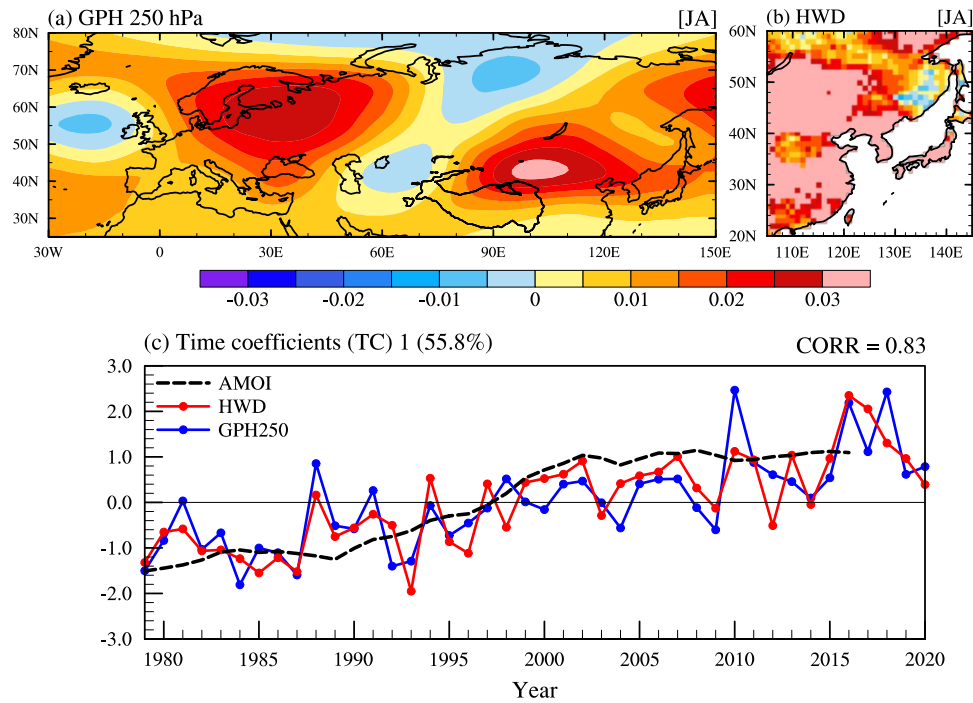 (a) GPH 250 hPa [JA]
80N
70N
60N
50N
40N
30N
30W 0 30E 60E 90E 120E 150E
(b) HWD [JA]
60N
50N
40N
30N
20N
110E 120E 130E 140E
-0.03 -0.02 -0.01 0 0.01 0.02 0.03
(c) Time coefficients (TC) 1 (55.8%) CORR = 0.83
3.0
2.0
1.0
0.0
-1.0
-2.0
-3.0
AMOI
HWD
GPH250
1980 1985 1990 1995 2000 2005 2010 2015 2020
Year